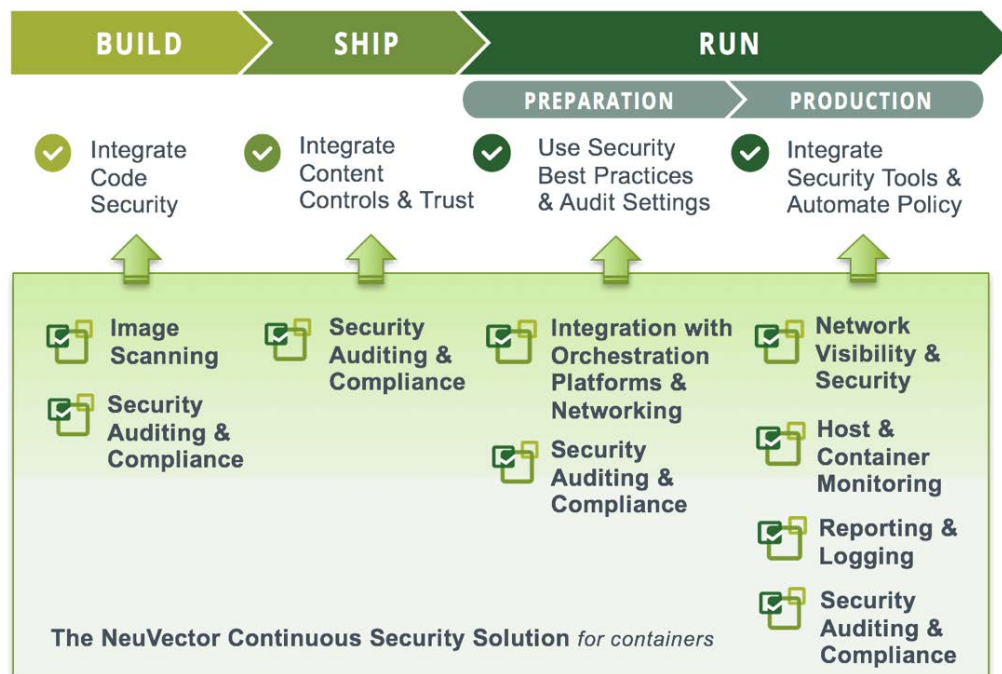 BUILD
SHIP
RUN
PREPARATION
PRODUCTION
Integrate
Code
Security
Integrate
Content
Controls & Trust
Use Security
Best Practices
& Audit Settings
Integrate
Security Tools &
Automate Policy
Image
Scanning
Security
Auditing &
Compliance
Security
Auditing &
Compliance
Integration with
Orchestration
Platforms &
Networking
Security
Auditing &
Compliance
Network
Visibility &
Security
Host &
Container
Monitoring
Reporting &
Logging
Security
Auditing &
Compliance
The NeuVector Continuous Security Solution for containers